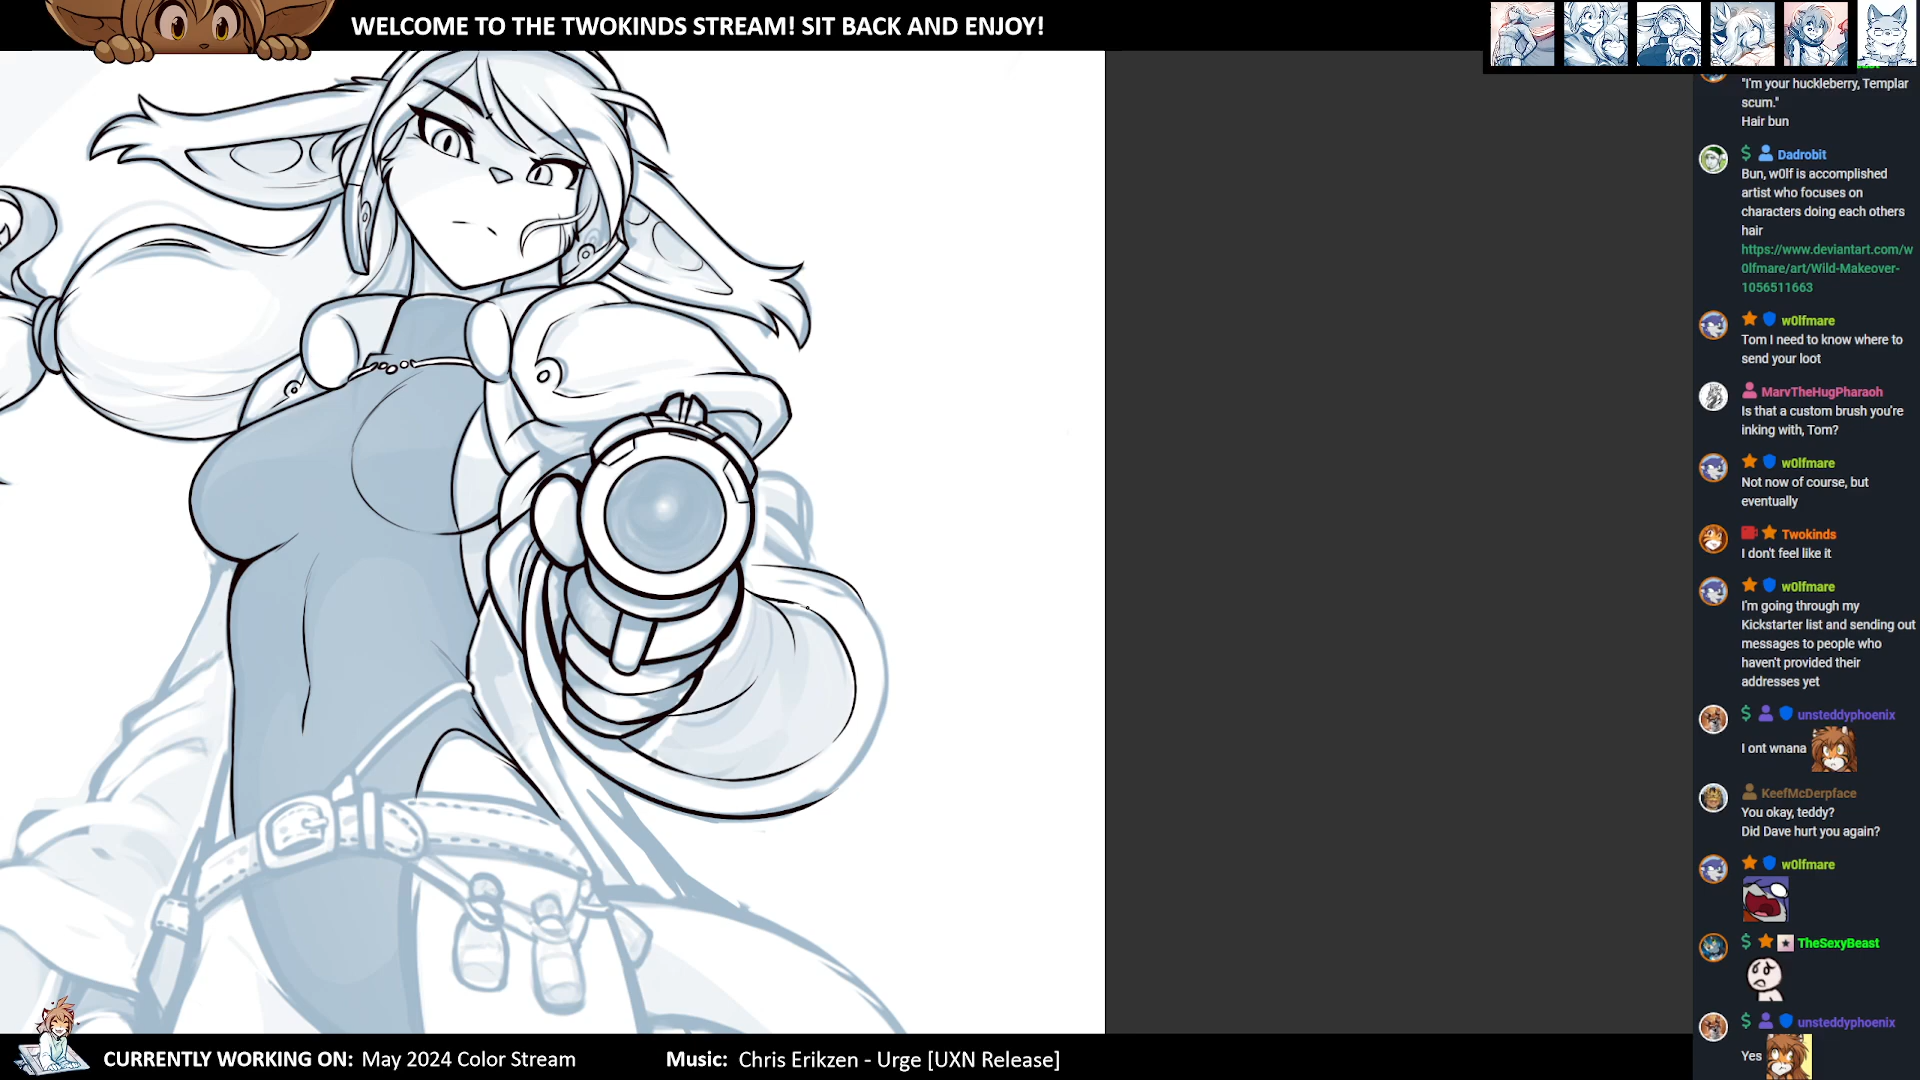 WELCOME TO THE TWOKINDS STREAM! SIT BACK AND ENJOY!
"I'm your huckleberry, Templar
scum."
Hair bun
Dadrobit
Bun, w0lf is accomplished
artist who focuses on
characters doing each others
hair
https://www.deviantart.com/w
0lfmare/art/Wild-Makeover-
1056511663
w0lfmare
Tom I need to know where to
send your loot
MarvTheHugPharaoh
Is that a custom brush you're
inking with, Tom?
w0lfmare
Not now of course, but
eventually
Twokinds
I don't feel like it
w0lfmare
I'm going through my
Kickstarter list and sending out
messages to people who
haven't provided their
addresses yet
unsteddyphoenix
I ont wnana
KeefMcDerpface
You okay, teddy?
Did Dave hurt you again?
w0lfmare
TheSexyBeast
unsteddyphoenix
Yes
CURRENTLY WORKING ON: May 2024 Color Stream
Music: Chris Erikzen - Urge [UXN Release]